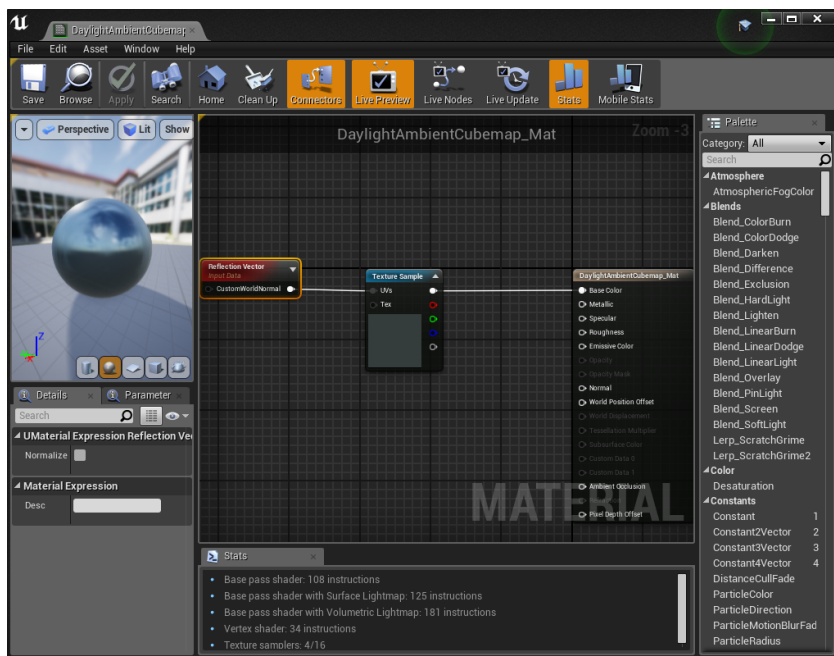 DaylightAmbientCubemap
File Edit Asset Window Help
Save Browse Apply Search Home Clean Up Connectors Live Preview Live Nodes Live Update Stats Mobile Stats
Perspective Lit Show
DaylightAmbientCubemap_Mat
Zoom -3
Reflection Vector
Input Data
CustomWorldNormal
Texture Sample
UVs
Tex
DaylightAmbientCubemap_Mat
Base Color
Metallic
Specular
Roughness
Emissive Color
Opacity
Opacity Mask
Normal
World Position Offset
World Displacement
Tessellation Multiplier
Subsurface Color
Custom Data 0
Custom Data 1
Ambient Occlusion
Pixel Depth Offset
MATERIAL
Z
Details
Parameter
Search
UMaterial Expression Reflection Vec
Normalize
Material Expression
Desc
Stats
Base pass shader: 108 instructions
Base pass shader with Surface Lightmap: 125 instructions
Base pass shader with Volumetric Lightmap: 181 instructions
Vertex shader: 34 instructions
Texture samplers: 4/16
Palette
Category: All
Search
Atmosphere
AtmosphericFogColor
Blends
Blend_ColorBurn
Blend_ColorDodge
Blend_Darken
Blend_Difference
Blend_Exclusion
Blend_HardLight
Blend_Lighten
Blend_LinearBurn
Blend_LinearDodge
Blend_LinearLight
Blend_Overlay
Blend_PinLight
Blend_Screen
Blend_SoftLight
Lerp_ScratchGrime
Lerp_ScratchGrime2
Color
Desaturation
Constants
Constant 1
Constant2Vector 2
Constant3Vector 3
Constant4Vector 4
DistanceCullFade
ParticleColor
ParticleDirection
ParticleMotionBlurFad
ParticleRadius